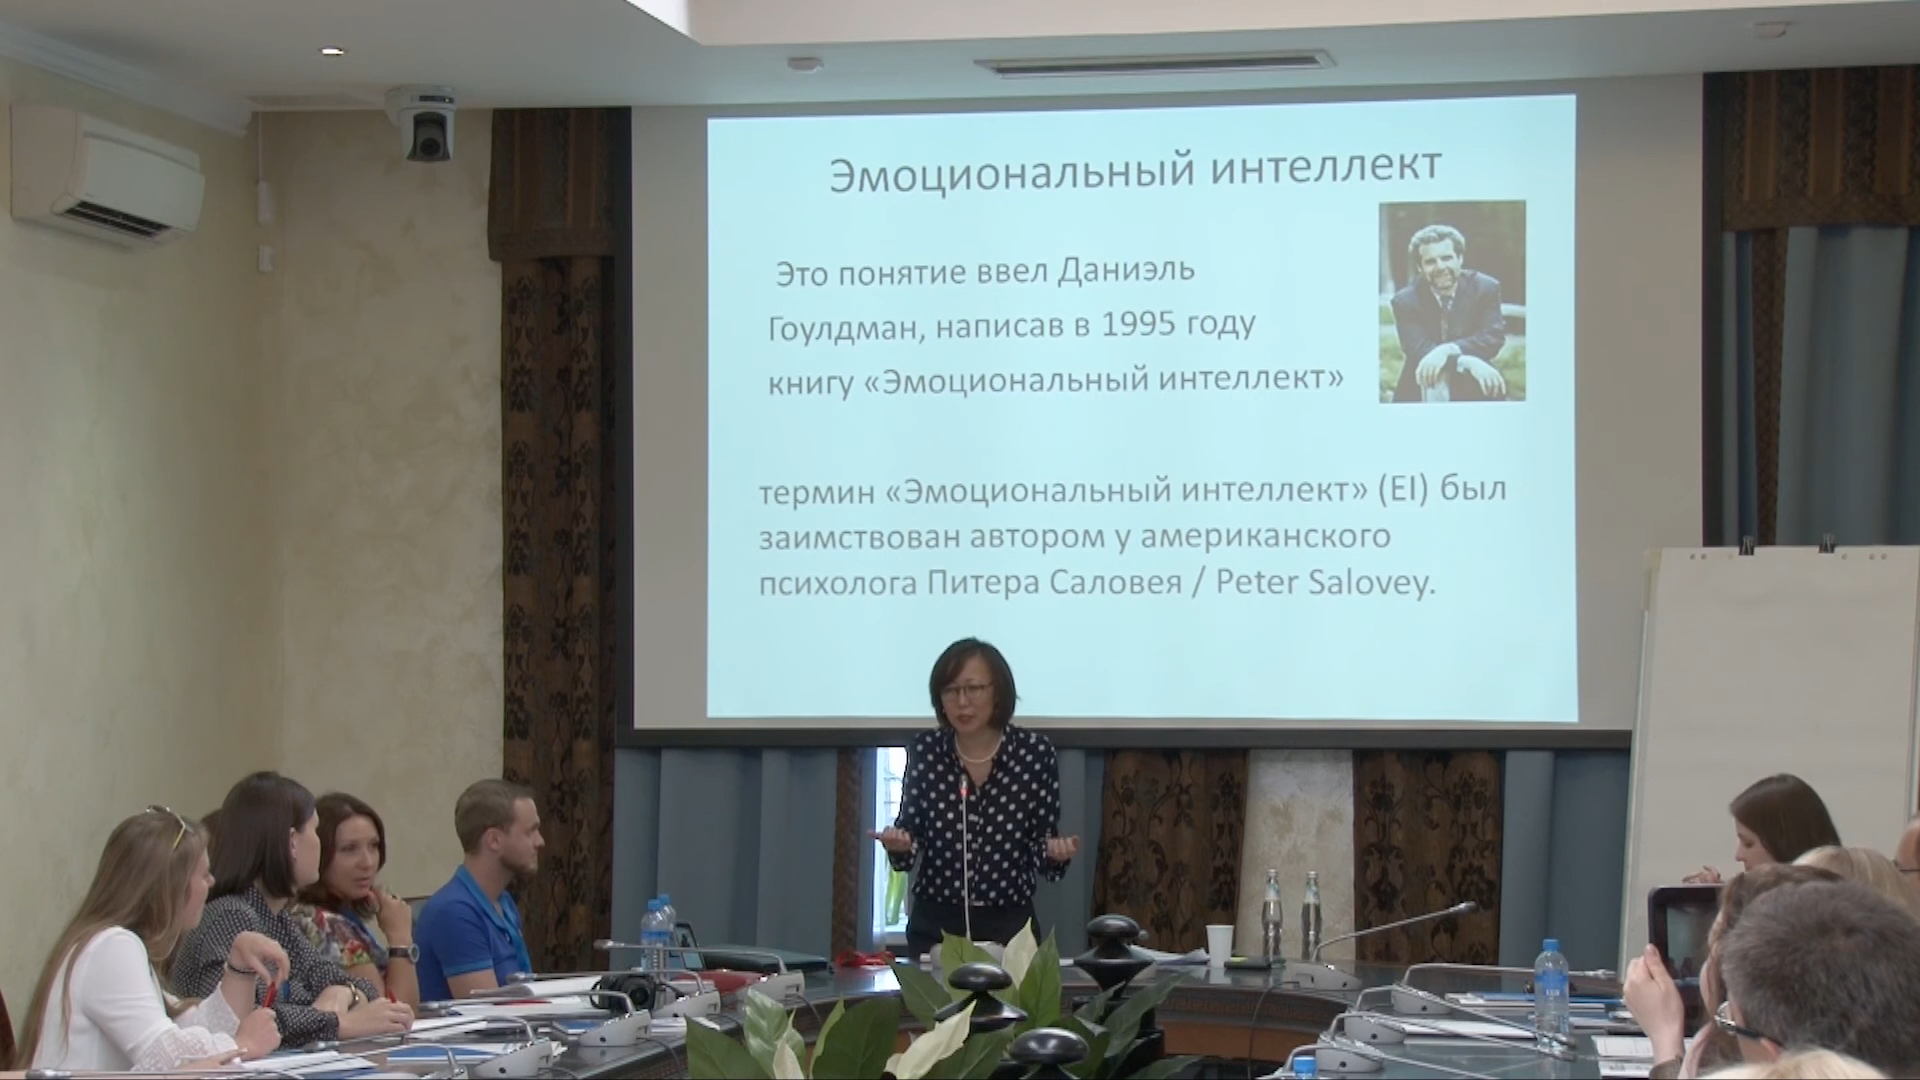 Эмоциональный интеллект
Это понятие ввел Даниэль
Гоулдман, написав в 1995 году
книгу «Эмоциональный интеллект»
термин «Эмоциональный интеллект» (EI) был
заимствован автором у американского
психолога Питера Саловея / Peter Salovey.